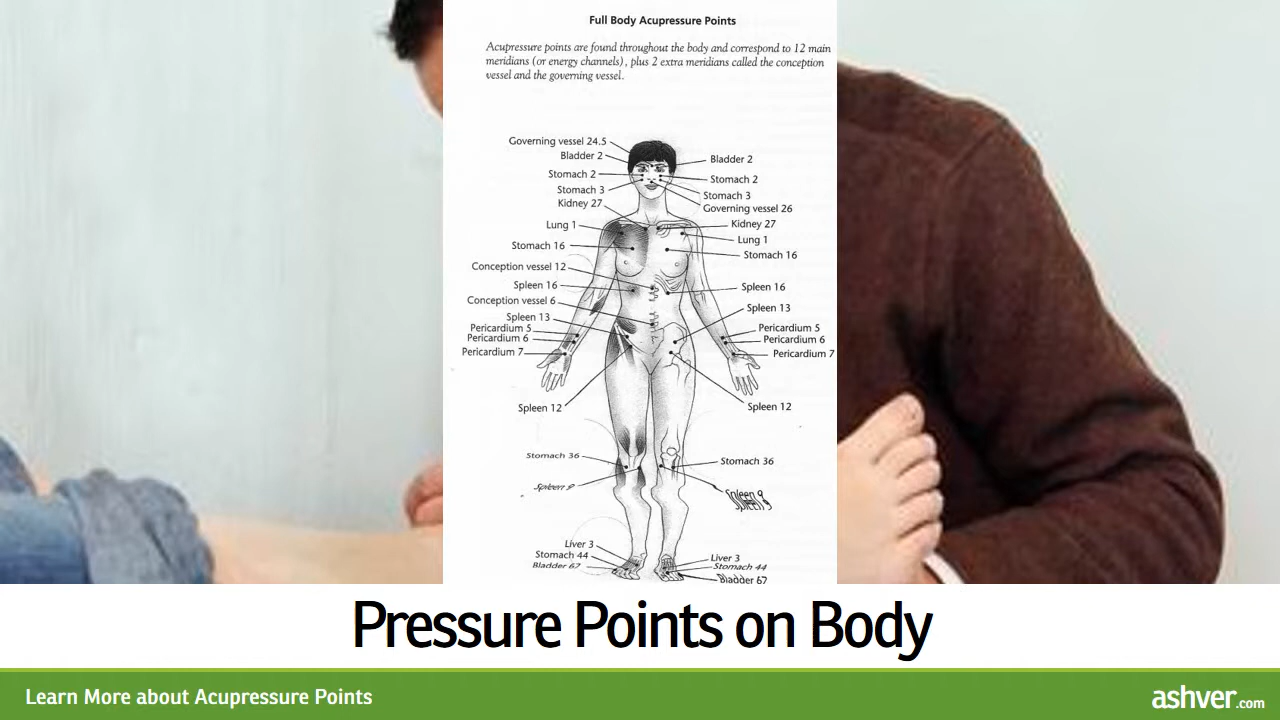 Full Body Acupressure Points
Acupressure points are found throughout the body and correspond to 12 main
meridians (or energy channels), plus 2 extra meridians called the conception
vessel and the governing vessel.
Governing vessel 24.5
Bladder 2
Stomach 2
Stomach 3
Kidney 27
Lung 1
Stomach 16
Conception vessel 12
Spleen 16
Conception vessel 6
Spleen 13
Pericardium 5
Pericardium 6
Pericardium 7
Spleen 12
Stomach 36
Spleen 9
Liver 3
Stomach 44
Bladder 67
Bladder 2
Stomach 2
Stomach 3
Governing vessel 26
Kidney 27
Lung 1
Stomach 16
Spleen 16
Spleen 13
Pericardium 5
Pericardium 6
Pericardium 7
Spleen 12
Stomach 36
Spleen 9
Liver 3
Stomach 44
Bladder 67
Pressure Points on Body
Learn More about Acupressure Points
ashver.com